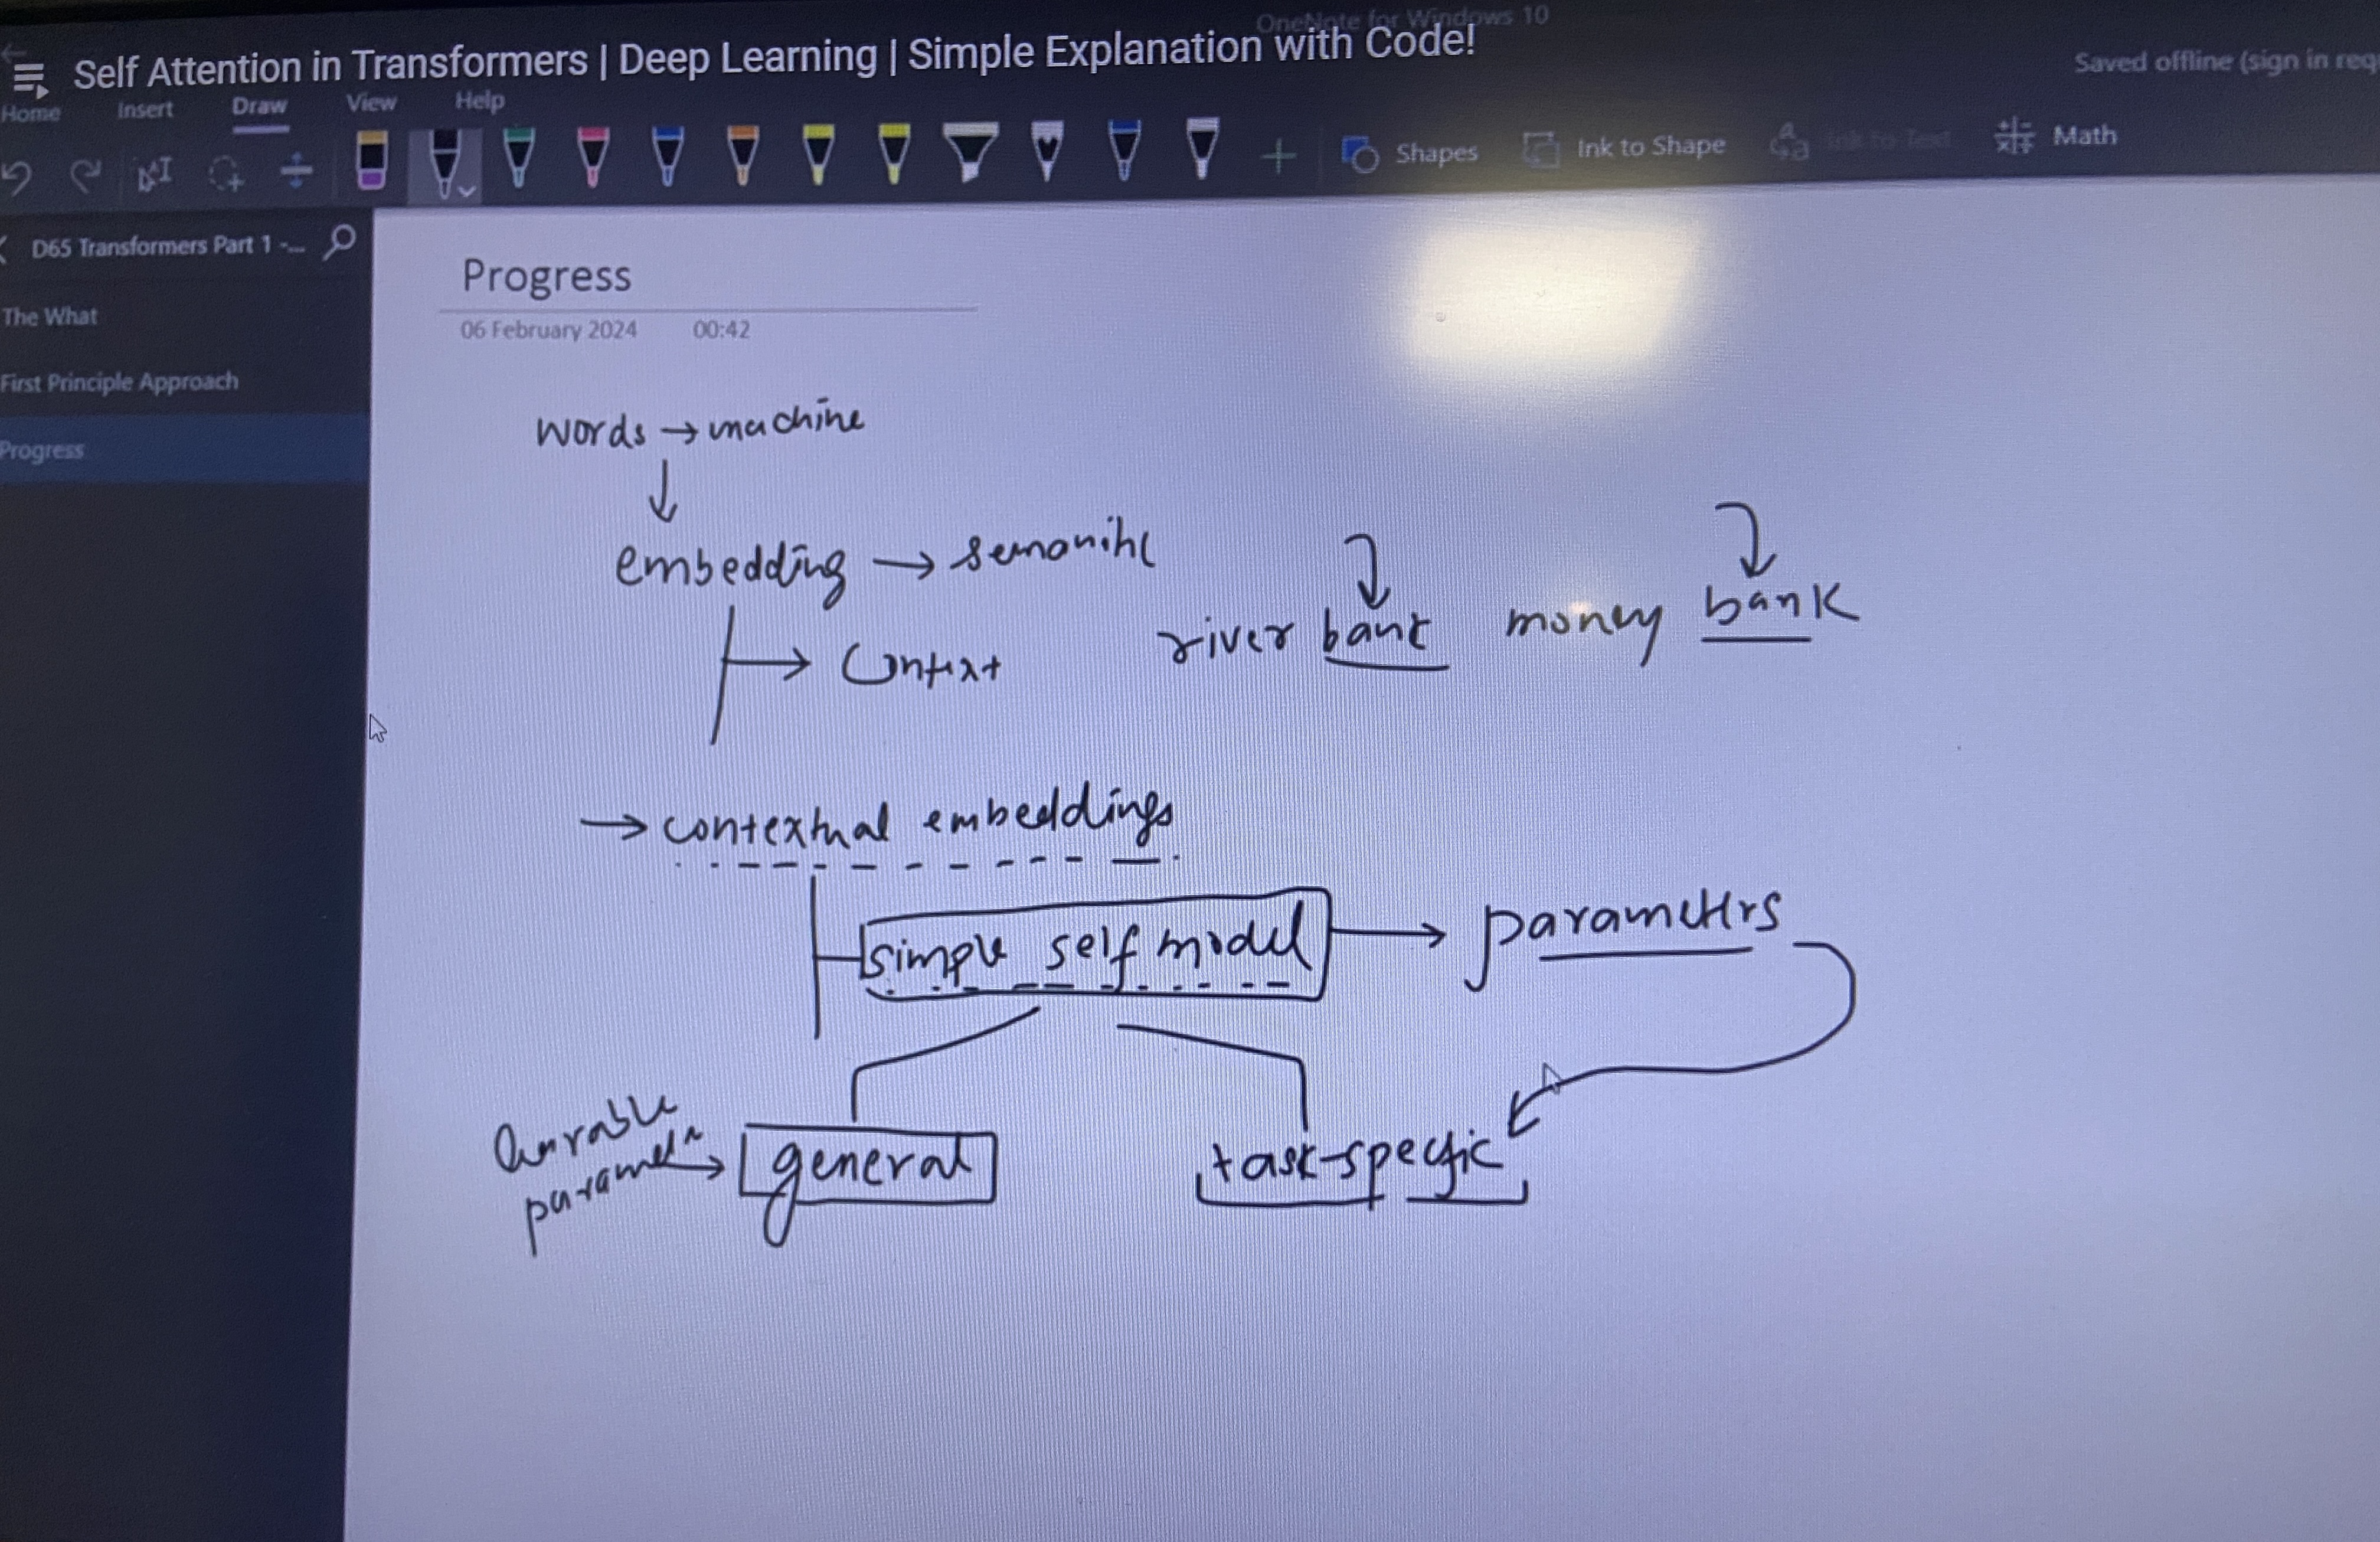 OneNote for Windows 10
Self Attention in Transformers | Deep Learning | Simple Explanation with Code!
Saved offline (sign in req
Home Insert Draw View Help
Shapes Ink to Shape Ink to Text Math
D65 Transformers Part 1 -...
The What
First Principle Approach
Progress
Progress
06 February 2024 00:42
words → machine
↓
embedding → semantic
→ Context river bank money bank
→ contextual embeddings
simple self model → parameters
learnable
parameters → general task-specific